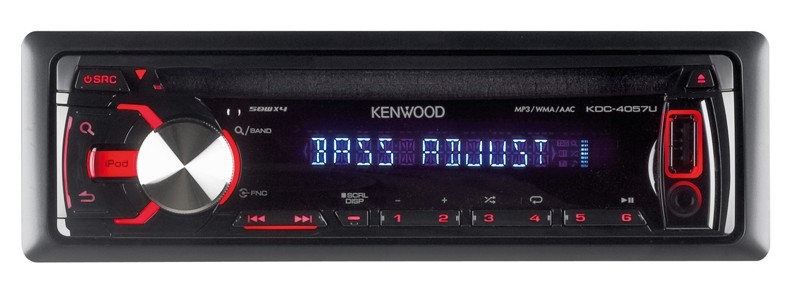 SRC
50W×4
KENWOOD
MP3/WMA/AAC
KDC-4057U
/BAND
BASS ADJUST
iPod
FNC
SCRL
DISP
1 2 3 4 5 6